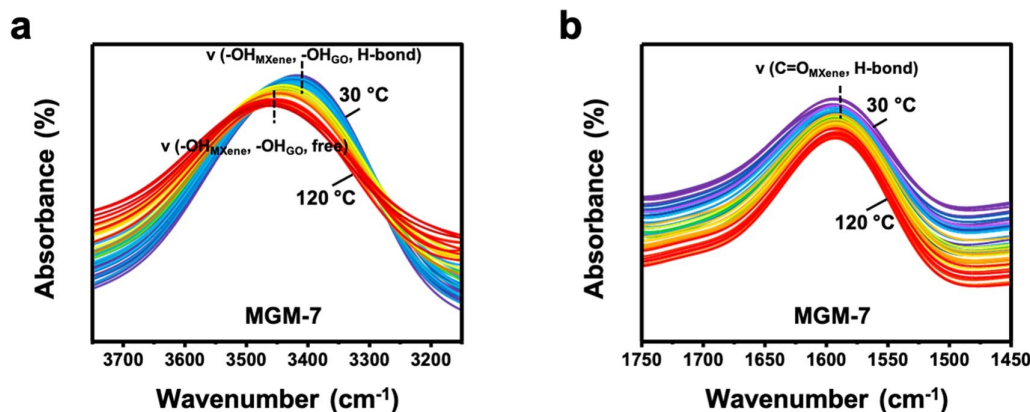 a
ν (-OHMXene, -OHGO, H-bond)
30 °C
ν (-OHMXene, -OHGO, free)
120 °C
MGM-7
Absorbance (%)
3700 3600 3500 3400 3300 3200
Wavenumber (cm-1)
b
ν (C=OMXene, H-bond)
30 °C
120 °C
MGM-7
Absorbance (%)
1750 1700 1650 1600 1550 1500 1450
Wavenumber (cm-1)